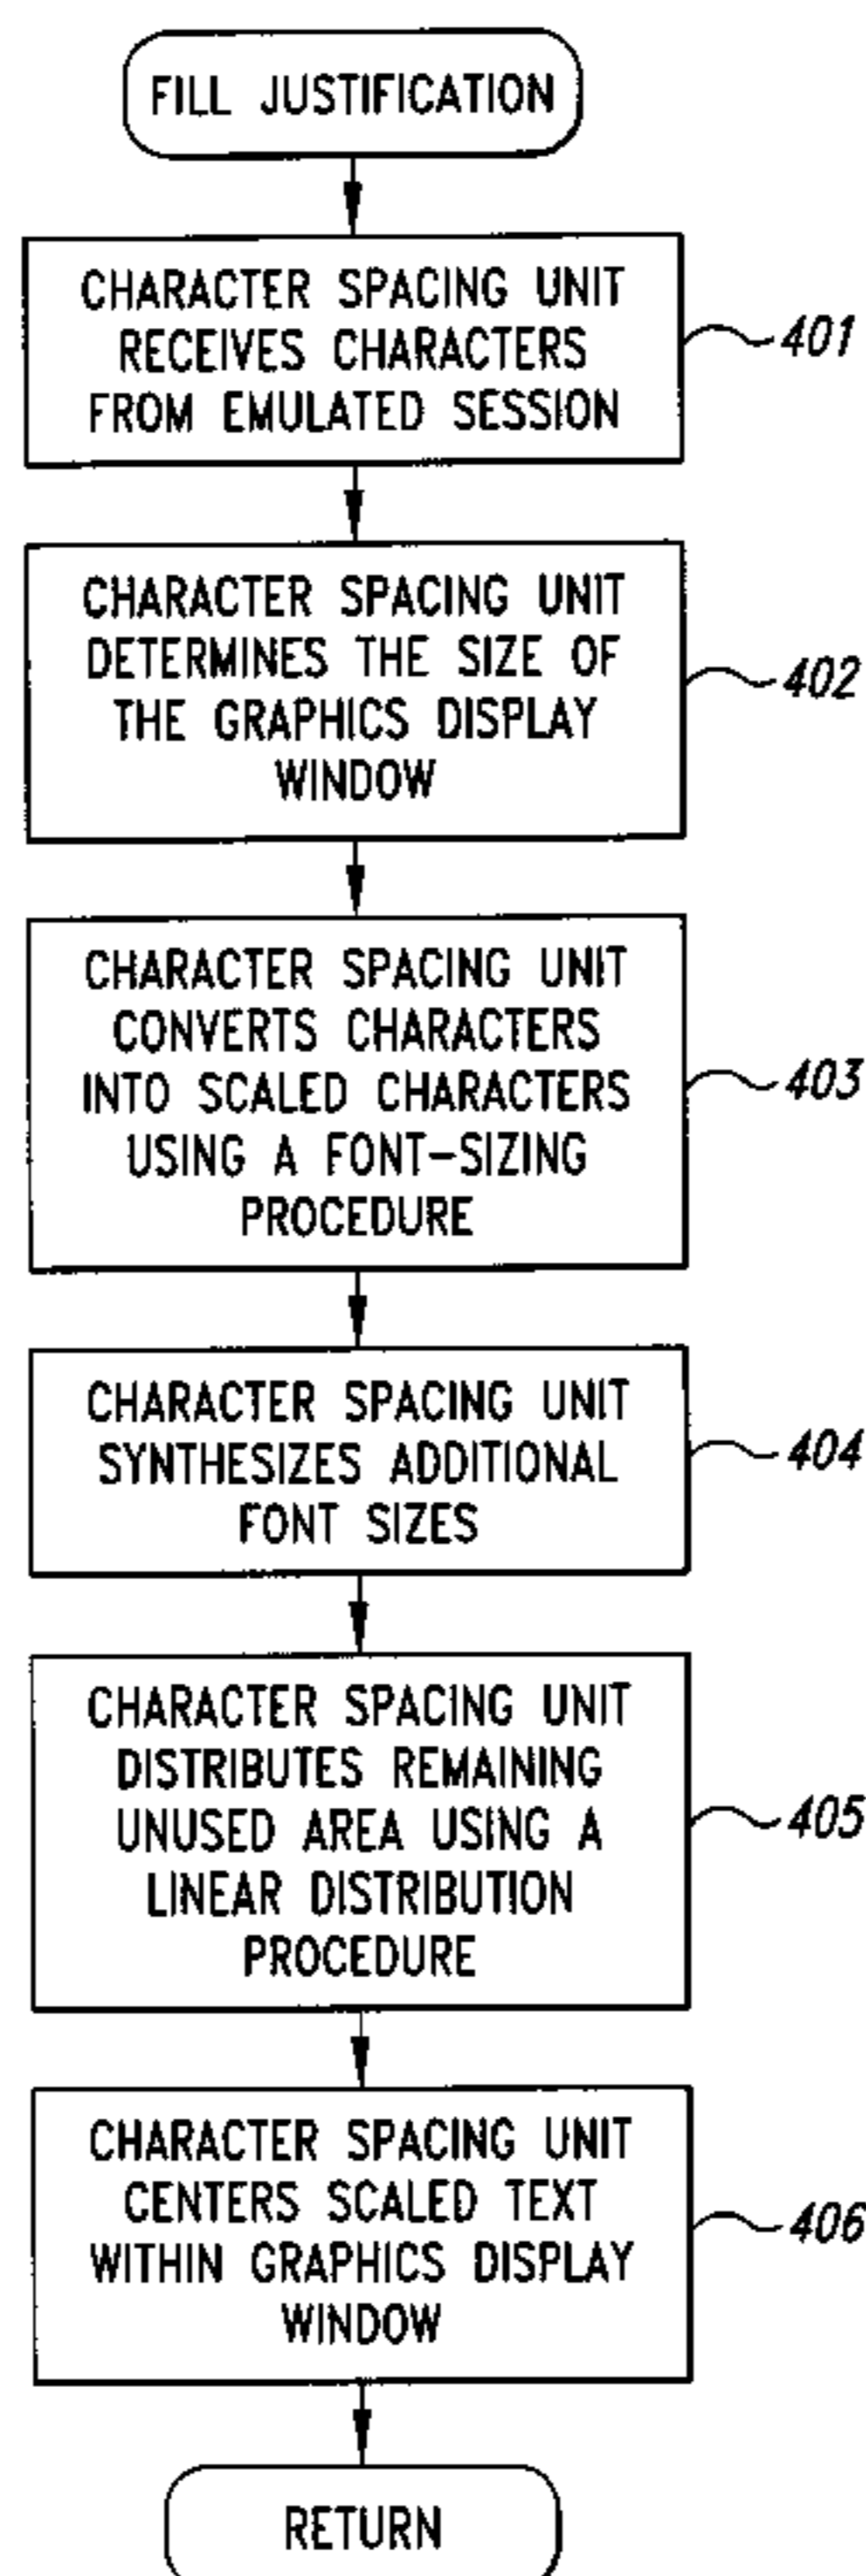 FILL JUSTIFICATION
CHARACTER SPACING UNIT
RECEIVES CHARACTERS
FROM EMULATED SESSION
401
CHARACTER SPACING UNIT
DETERMINES THE SIZE OF
THE GRAPHICS DISPLAY
WINDOW
402
CHARACTER SPACING UNIT
CONVERTS CHARACTERS
INTO SCALED CHARACTERS
USING A FONT-SIZING
PROCEDURE
403
CHARACTER SPACING UNIT
SYNTHESIZES ADDITIONAL
FONT SIZES
404
CHARACTER SPACING UNIT
DISTRIBUTES REMAINING
UNUSED AREA USING A
LINEAR DISTRIBUTION
PROCEDURE
405
CHARACTER SPACING UNIT
CENTERS SCALED TEXT
WITHIN GRAPHICS DISPLAY
WINDOW
406
RETURN